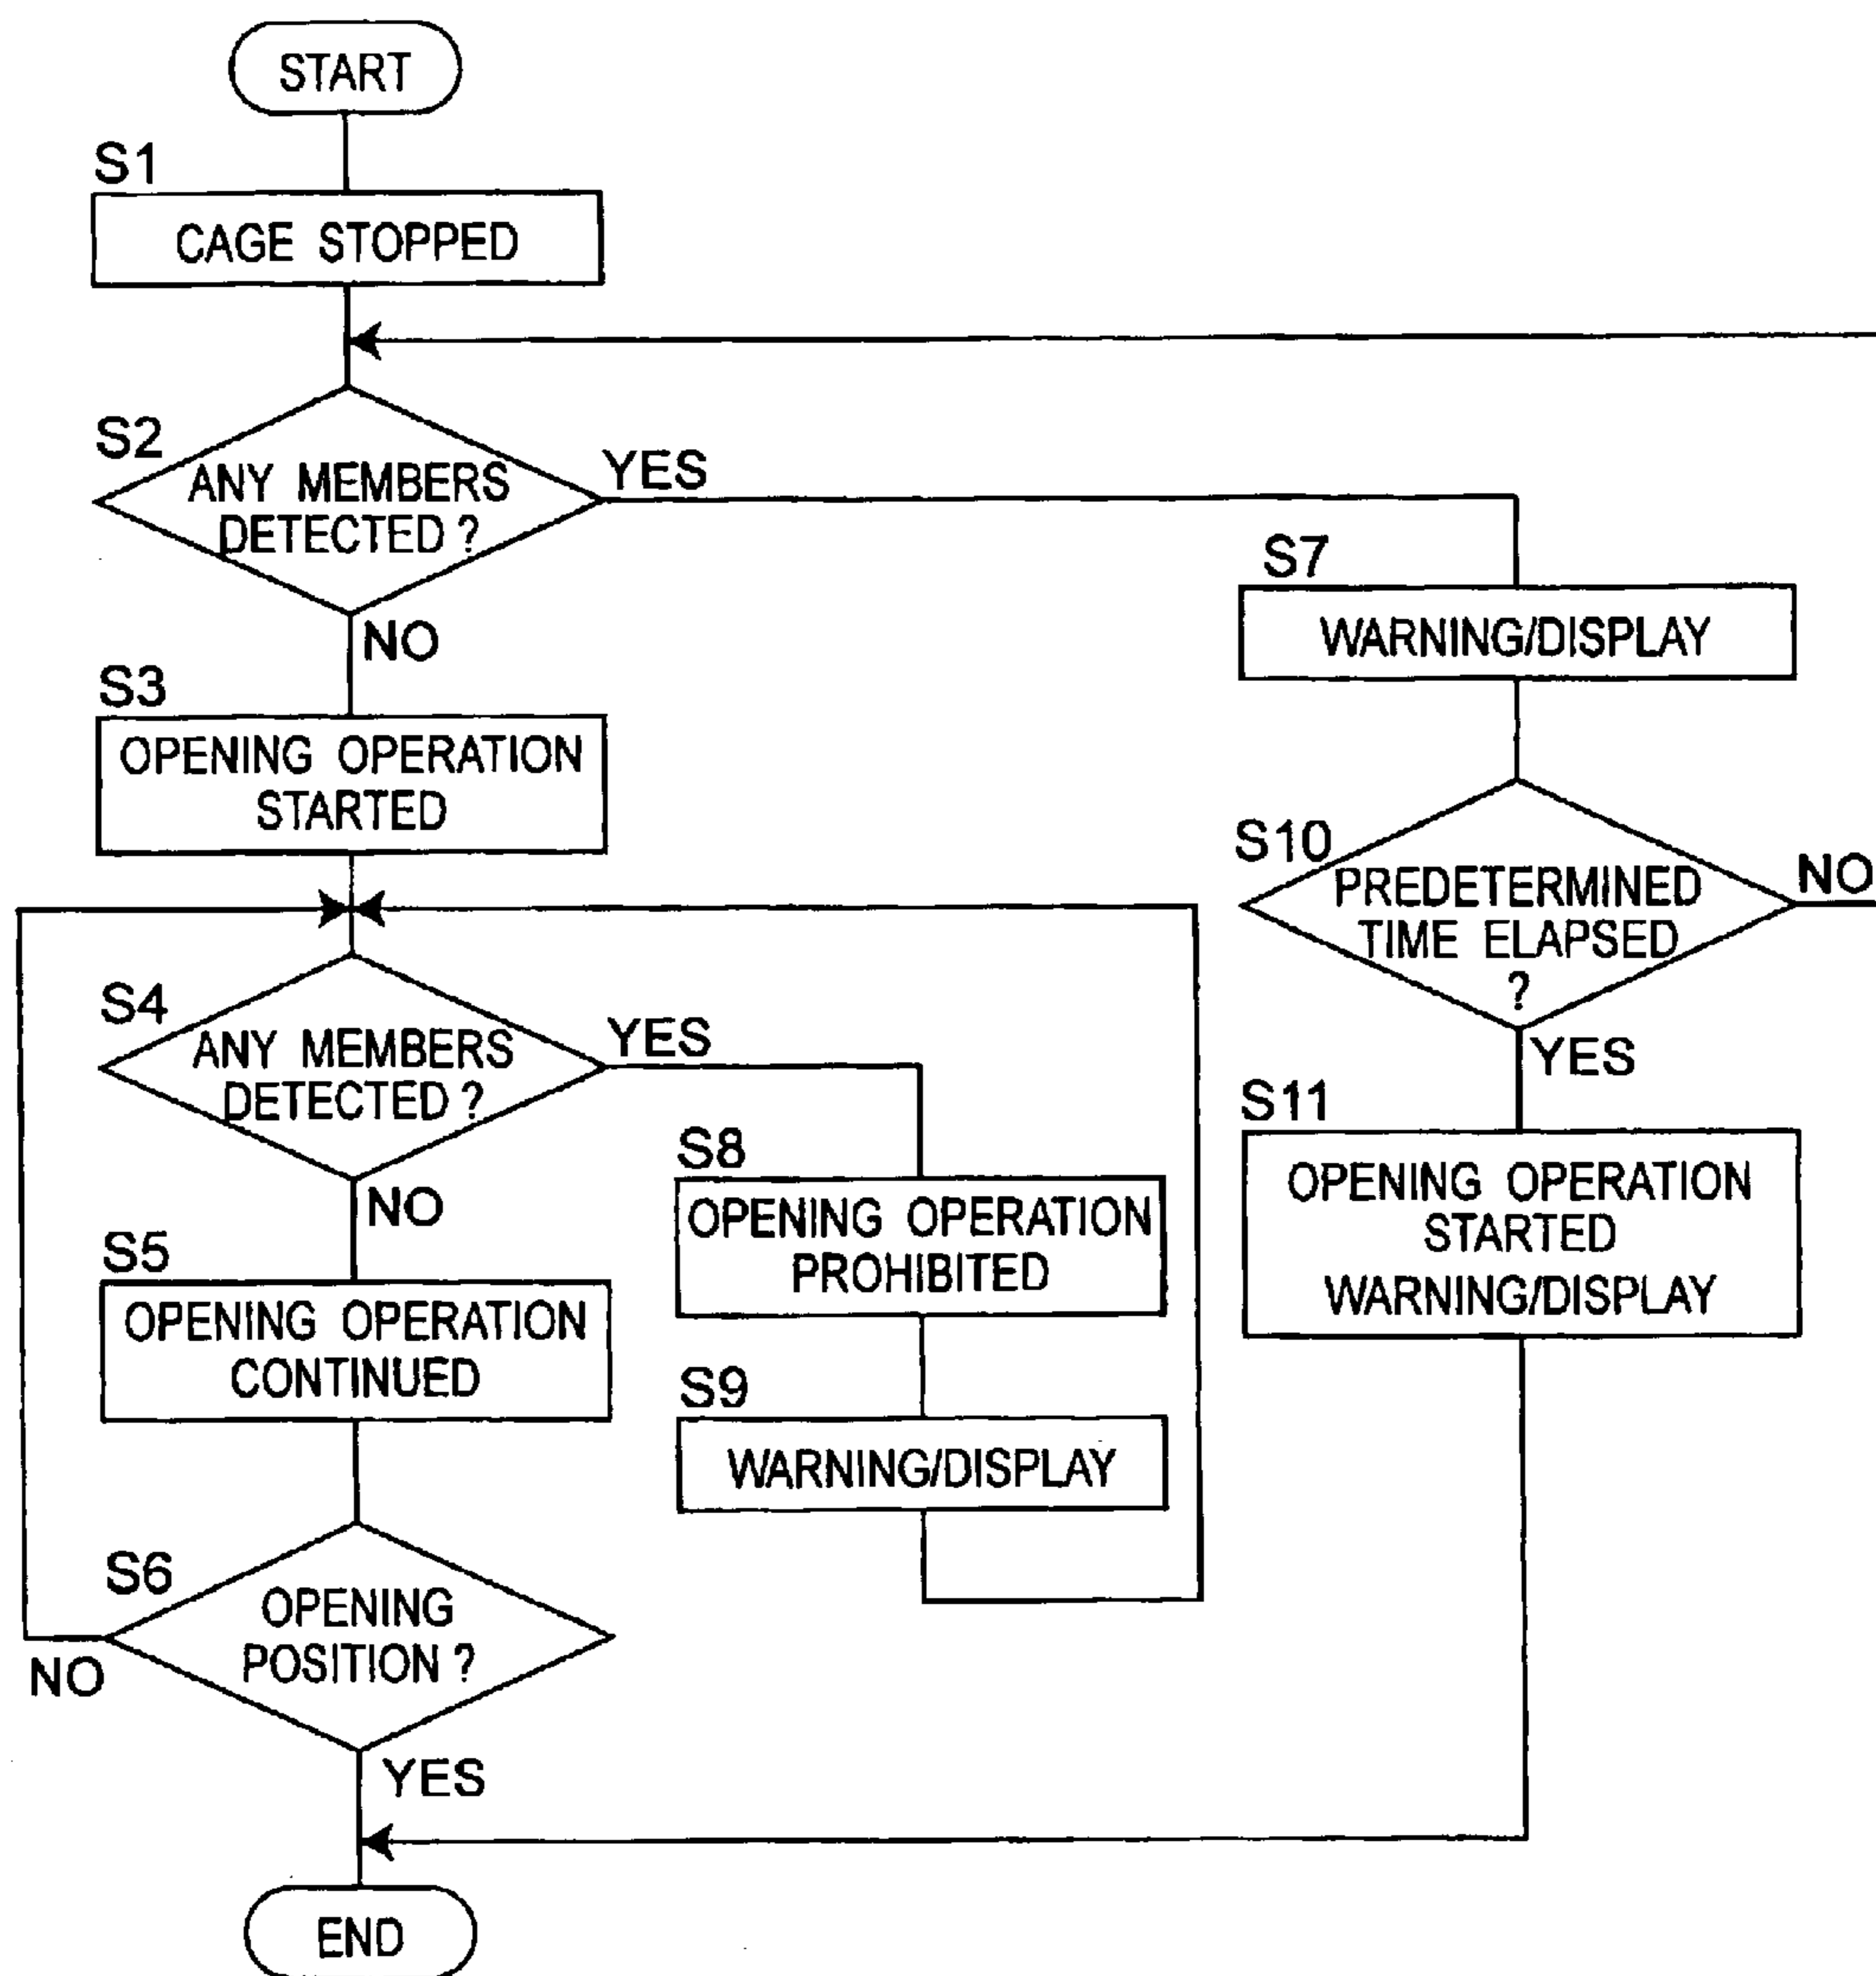 START
S1
CAGE STOPPED
S2
ANY MEMBERS
DETECTED ?
YES
NO
S3
OPENING OPERATION
STARTED
S4
ANY MEMBERS
DETECTED ?
YES
NO
S5
OPENING OPERATION
CONTINUED
S6
OPENING
POSITION ?
NO
YES
END
S8
OPENING OPERATION
PROHIBITED
S9
WARNING/DISPLAY
S7
WARNING/DISPLAY
S10
PREDETERMINED
TIME ELAPSED
?
NO
YES
S11
OPENING OPERATION
STARTED
WARNING/DISPLAY